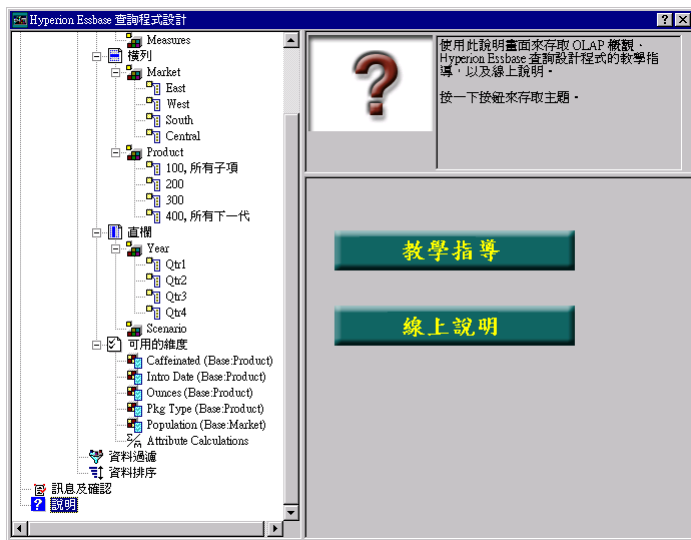 Hyperion Essbase 查詢程式設計
Measures
橫列
Market
East
West
South
Central
Product
100, 所有子項
200
300
400, 所有下一代
直欄
Year
Qtr1
Qtr2
Qtr3
Qtr4
Scenario
可用的維度
Caffeinated (Base:Product)
Intro Date (Base:Product)
Ounces (Base:Product)
Pkg Type (Base:Product)
Population (Base:Market)
Attribute Calculations
資料過濾
資料排序
訊息及確認
說明
使用此說明畫面來存取 OLAP 概觀、
Hyperion Essbase 查詢設計程式的教學指
導，以及線上說明。
按一下按鈕來存取主題。
教學指導
線上說明